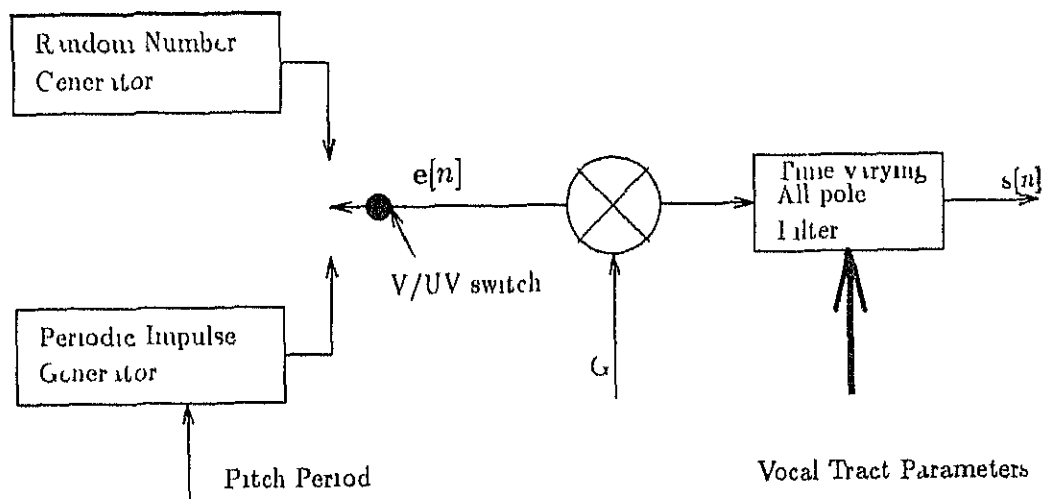 Random Number
Generator
e[n]
Time varying
All pole
Filter
s[n]
V/UV switch
Periodic Impulse
Generator
G
Pitch Period
Vocal Tract Parameters